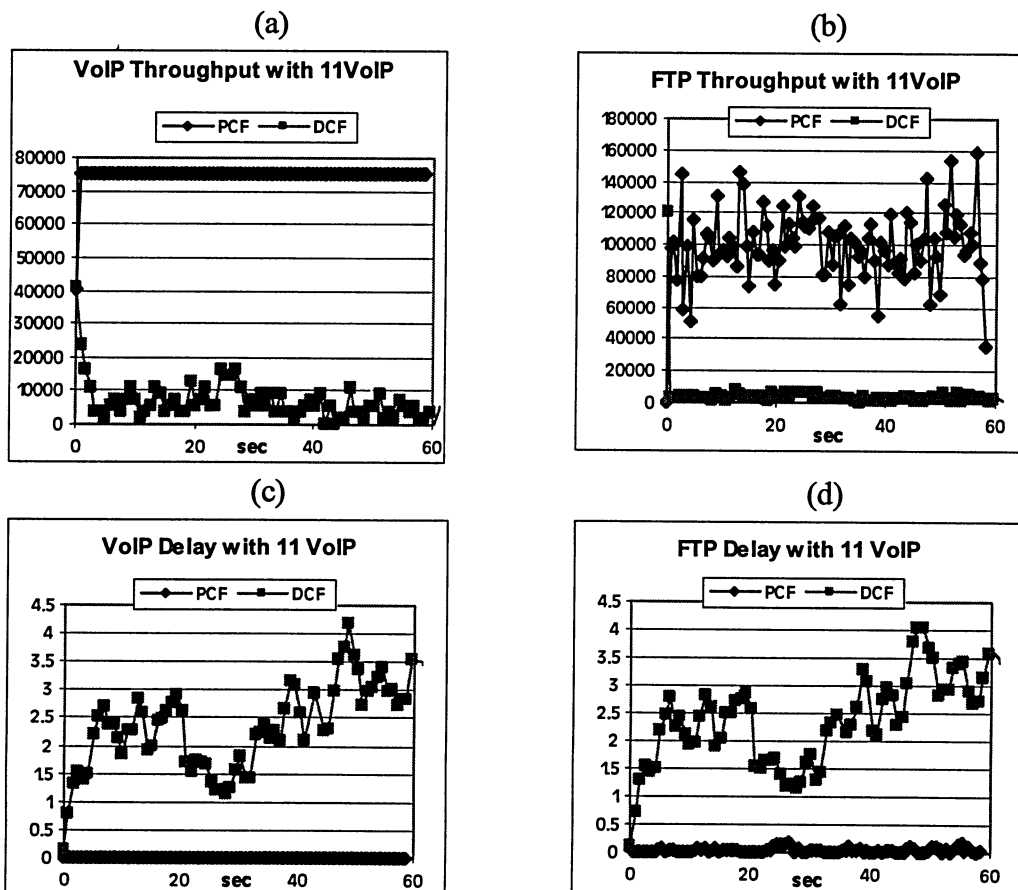 (a)
VoIP Throughput with 11VoIP
PCF DCF
80000
70000
60000
50000
40000
30000
20000
10000
0
0 20 40 60
sec
(b)
FTP Throughput with 11VoIP
PCF DCF
180000
160000
140000
120000
100000
80000
60000
40000
20000
0
0 20 40 60
sec
(c)
VoIP Delay with 11 VoIP
PCF DCF
4.5
4
3.5
3
2.5
2
1.5
1
0.5
0
0 20 40 60
sec
(d)
FTP Delay with 11 VoIP
PCF DCF
4.5
4
3.5
3
2.5
2
1.5
1
0.5
0
0 20 40 60
sec